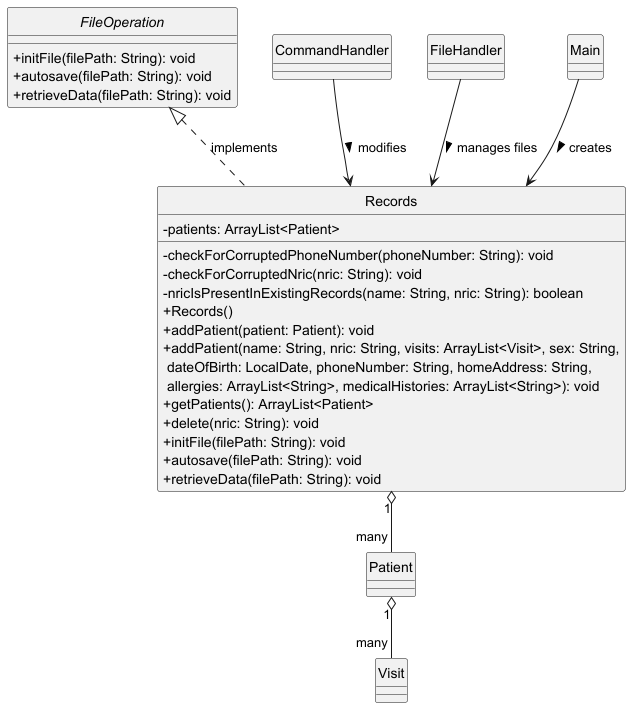 FileOperation
+initFile(filePath: String): void
+autosave(filePath: String): void
+retrieveData(filePath: String): void
CommandHandler
FileHandler
Main
implements
modifies
manages files
creates
Records
-patients: ArrayList<Patient>
-checkForCorruptedPhoneNumber(phoneNumber: String): void
-checkForCorruptedNric(nric: String): void
-nricIsPresentInExistingRecords(name: String, nric: String): boolean
+Records()
+addPatient(patient: Patient): void
+addPatient(name: String, nric: String, visits: ArrayList<Visit>, sex: String,
dateOfBirth: LocalDate, phoneNumber: String, homeAddress: String,
allergies: ArrayList<String>, medicalHistories: ArrayList<String>): void
+getPatients(): ArrayList<Patient>
+delete(nric: String): void
+initFile(filePath: String): void
+autosave(filePath: String): void
+retrieveData(filePath: String): void
1
many
Patient
1
many
Visit